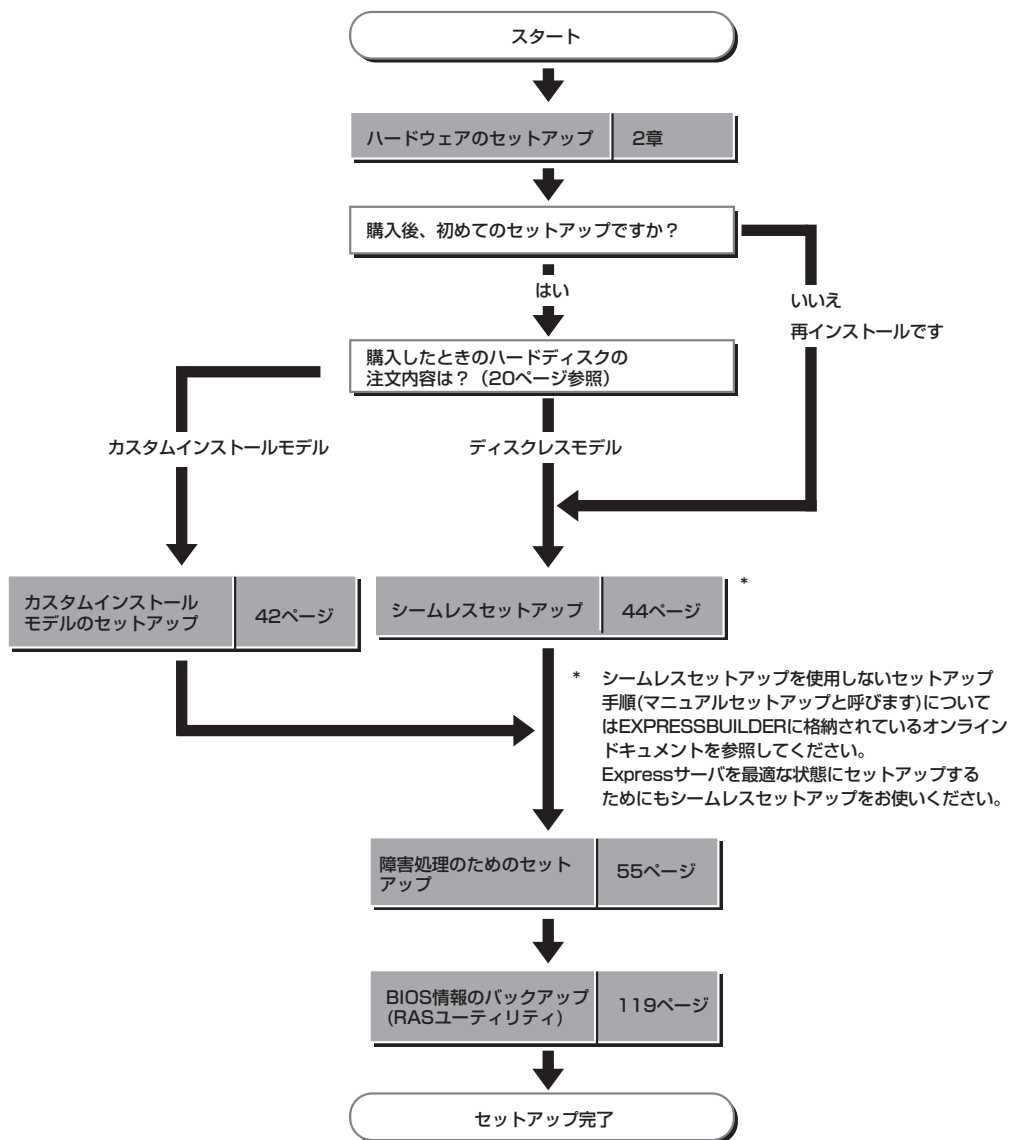 スタート
ハードウェアのセットアップ 2章
購入後、初めてのセットアップですか？
はい
いいえ
再インストールです
購入したときのハードディスクの
注文内容は？（20ページ参照）
カスタムインストールモデル
ディスクレスモデル
カスタムインストール
モデルのセットアップ
42ページ
シームレスセットアップ 44ページ
*
* シームレスセットアップを使用しないセットアップ
手順(マニュアルセットアップと呼びます)について
はEXPRESSBUILDERに格納されているオンライン
ドキュメントを参照してください。
Expressサーバを最適な状態にセットアップする
ためにもシームレスセットアップをお使いください。
障害処理のためのセット
アップ
55ページ
BIOS情報のバックアップ
(RASユーティリティ)
119ページ
セットアップ完了